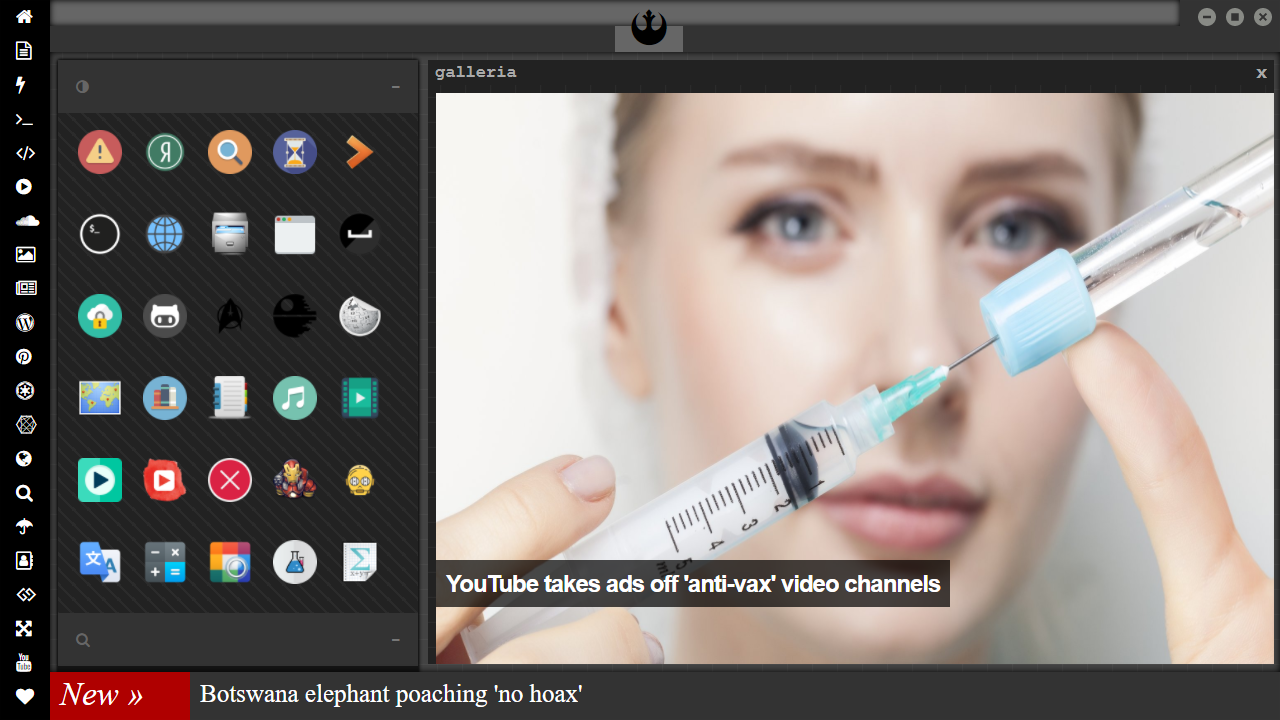 galleria
x
Я
$_
YouTube takes ads off 'anti-vax' video channels
New »
Botswana elephant poaching 'no hoax'